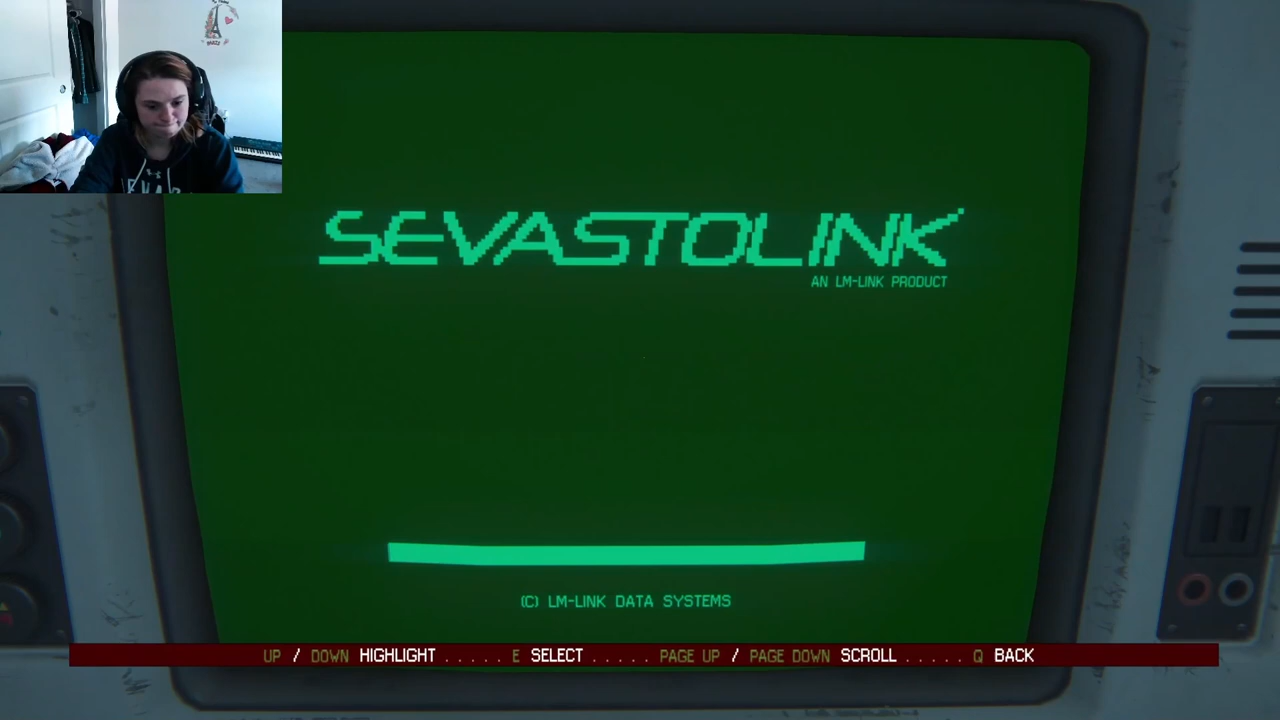 SEVASTOLINK
AN LM-LINK PRODUCT
(C) LM-LINK DATA SYSTEMS
UP / DOWN HIGHLIGHT ..... E SELECT ..... PAGE UP / PAGE DOWN SCROLL ..... Q BACK